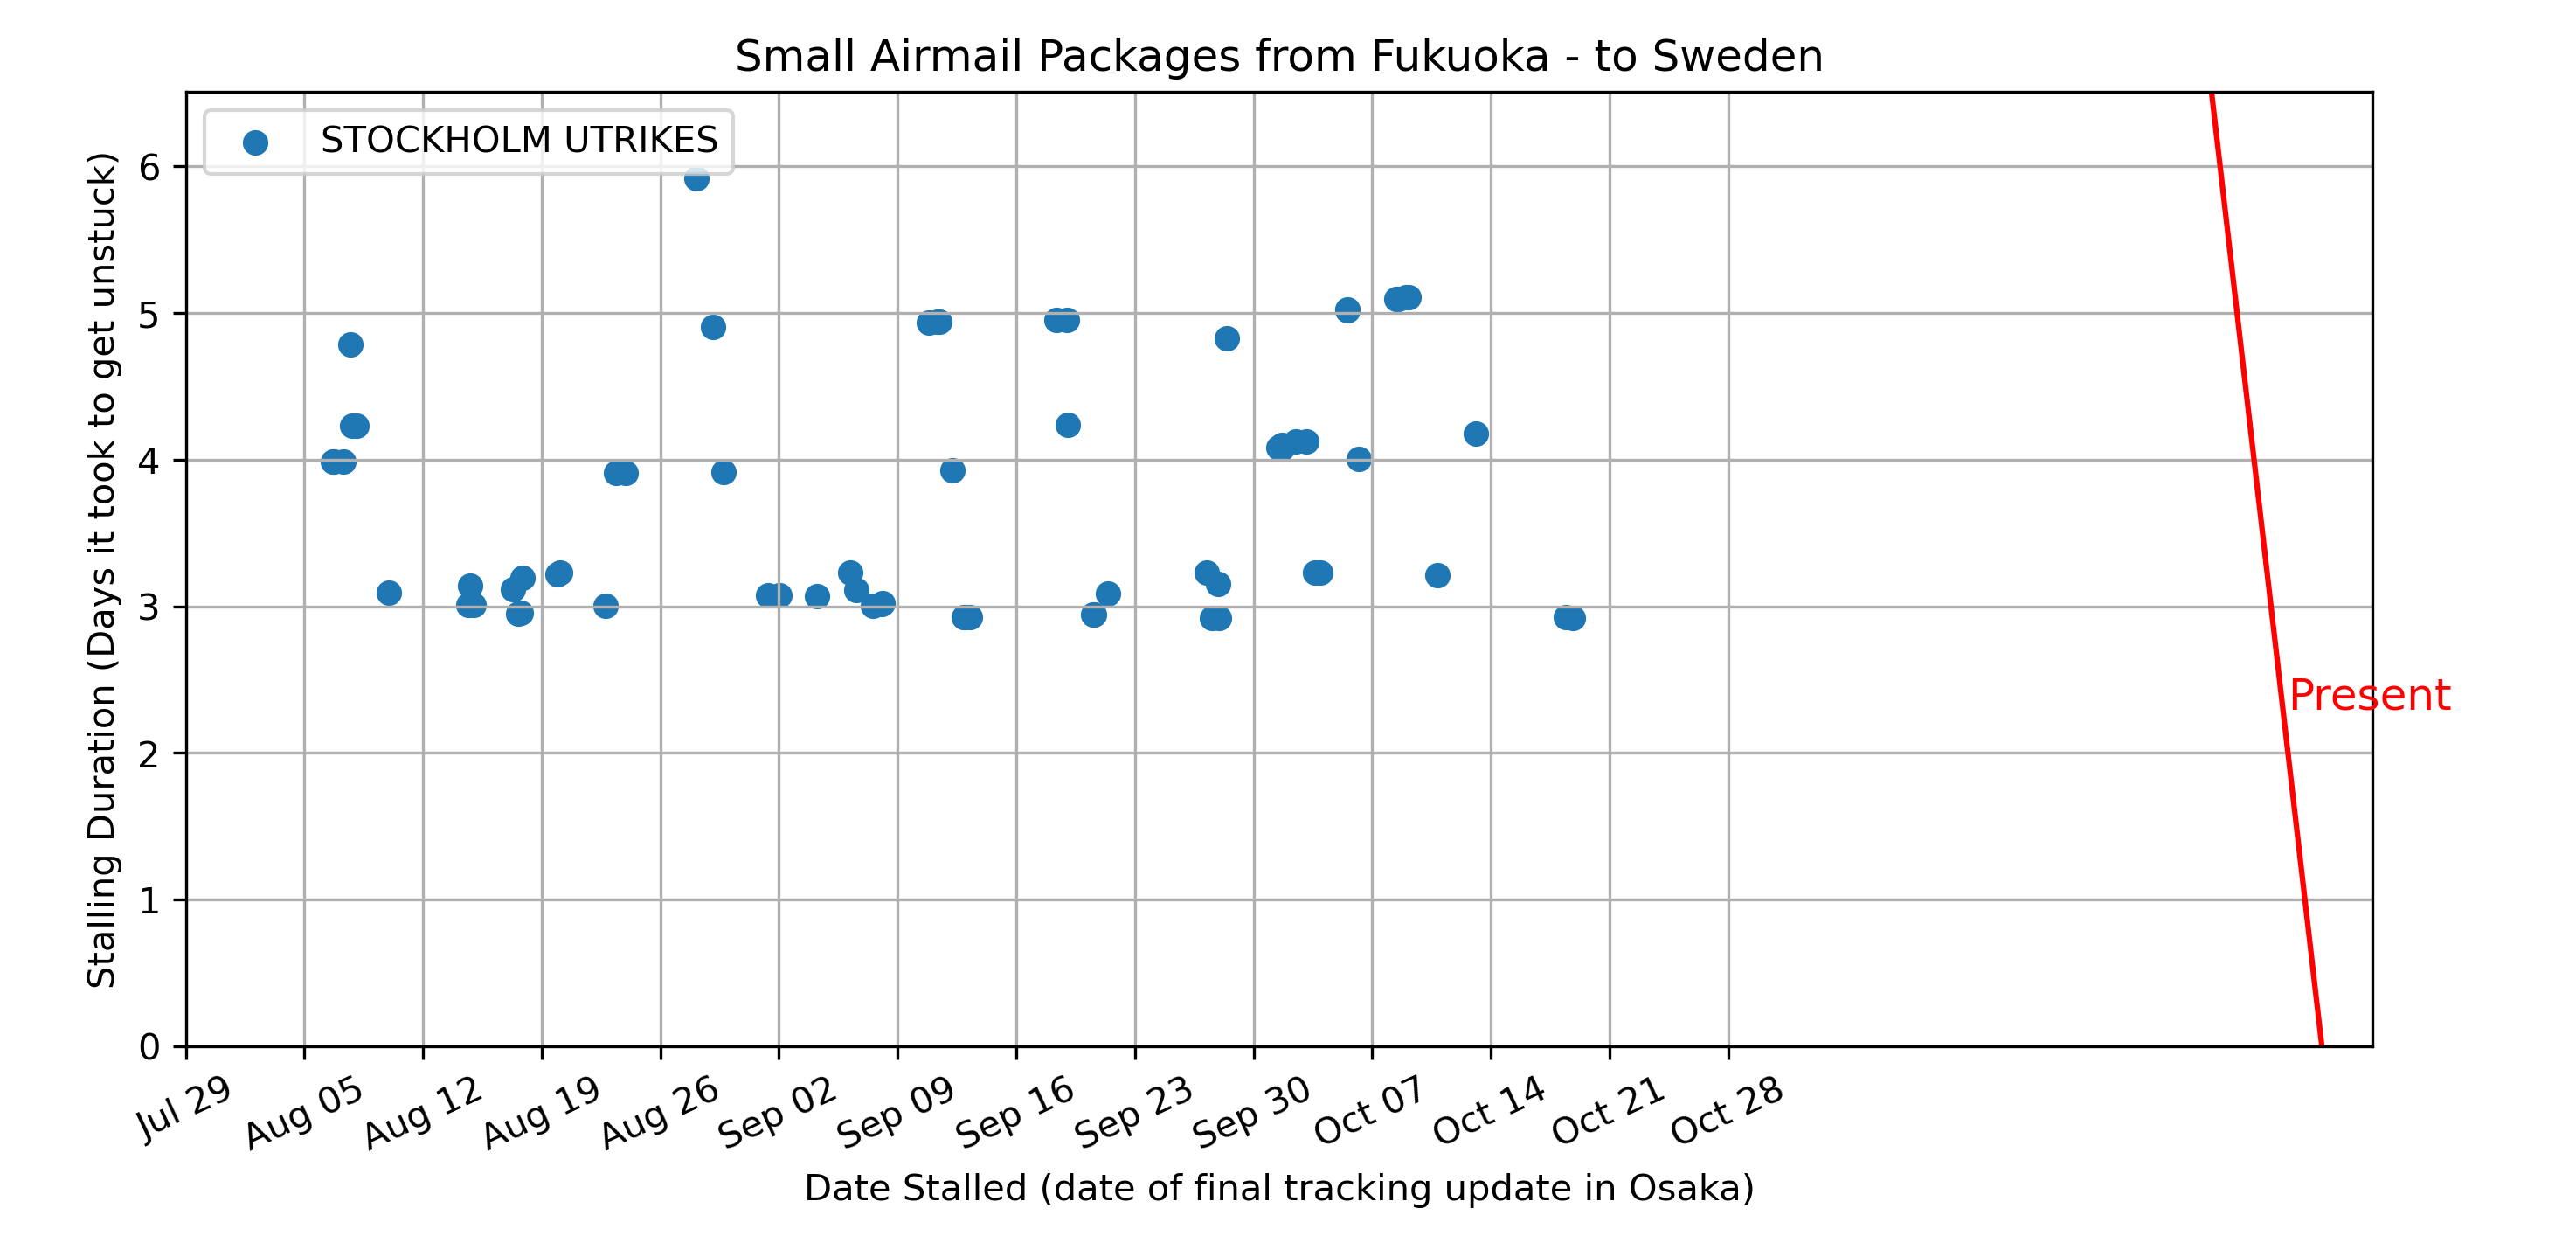 Small Airmail Packages from Fukuoka - to Sweden
STOCKHOLM UTRIKES
Stalling Duration (Days it took to get unstuck)
6
5
4
3
2
1
0
Present
Jul 29
Aug 05
Aug 12
Aug 19
Aug 26
Sep 02
Sep 09
Sep 16
Sep 23
Sep 30
Oct 07
Oct 14
Oct 21
Oct 28
Date Stalled (date of final tracking update in Osaka)